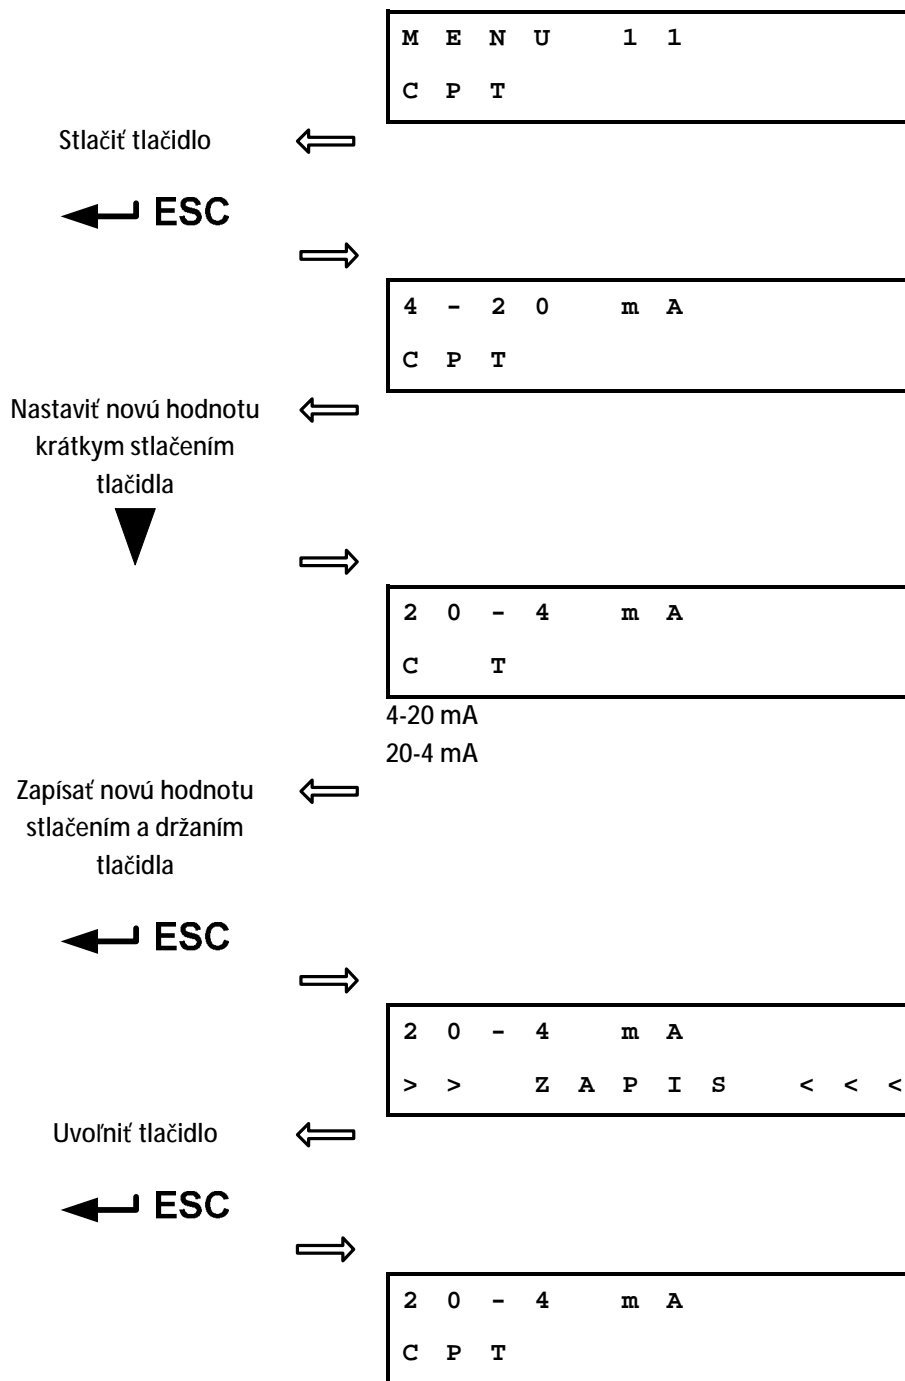 MENU 11
CPT
Stlačiť tlačidlo
ESC
4-20 mA
CPT
Nastaviť novú hodnotu
krátkym stlačením
tlačidla
20-4 mA
C T
4-20 mA
20-4 mA
Zapísať novú hodnotu
stlačením a držaním
tlačidla
ESC
20-4 mA
>> ZAPIS <<<
Uvoľniť tlačidlo
ESC
20-4 mA
CPT